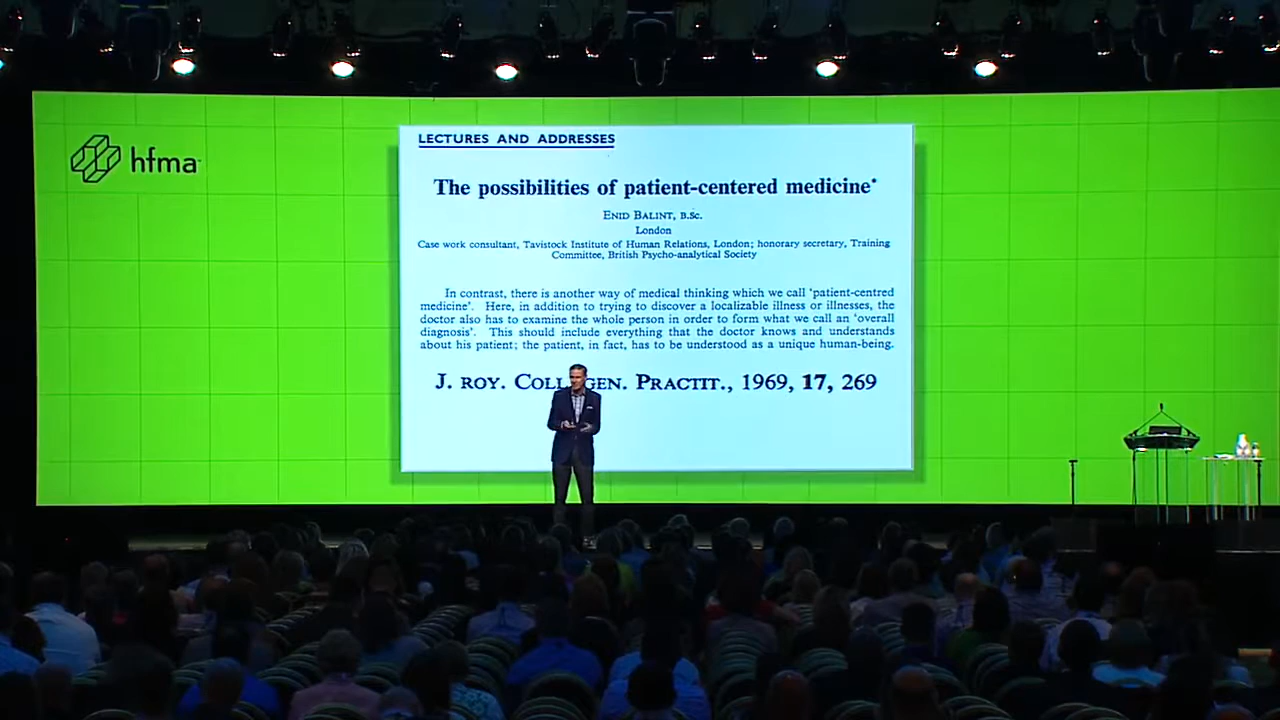 hfma
LECTURES AND ADDRESSES
The possibilities of patient-centered medicine*
ENID BALINT, B.Sc.
London
Case work consultant, Tavistock Institute of Human Relations, London; honorary secretary, Training
Committee, British Psycho-analytical Society
In contrast, there is another way of medical thinking which we call 'patient-centred
medicine'. Here, in addition to trying to discover a localizable illness or illnesses, the
doctor also has to examine the whole person in order to form what we call an 'overall
diagnosis'. This should include everything that the doctor knows and understands
about his patient; the patient, in fact, has to be understood as a unique human-being.
J. ROY. COLL. GEN. PRACTIT., 1969, 17, 269